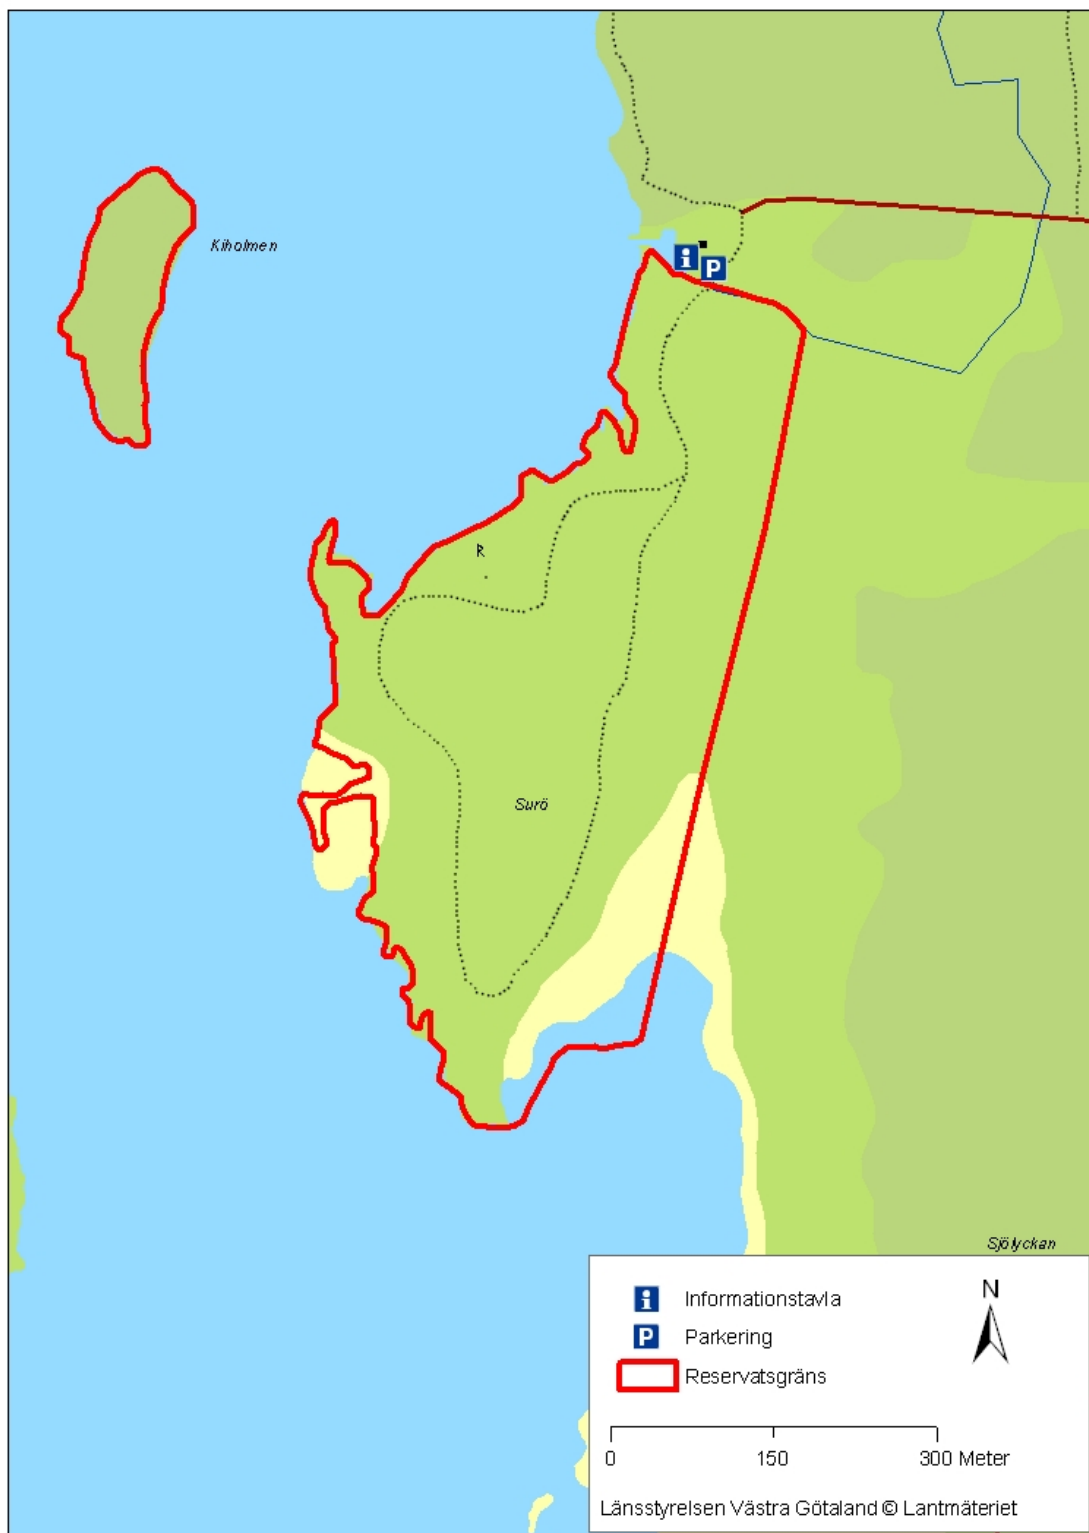 Kiholmen
i
P
R
Surö
Sjölyckan
i Informationstavla
P Parkering
Reservatsgräns
N
0 150 300 Meter
Länsstyrelsen Västra Götaland © Lantmäteriet